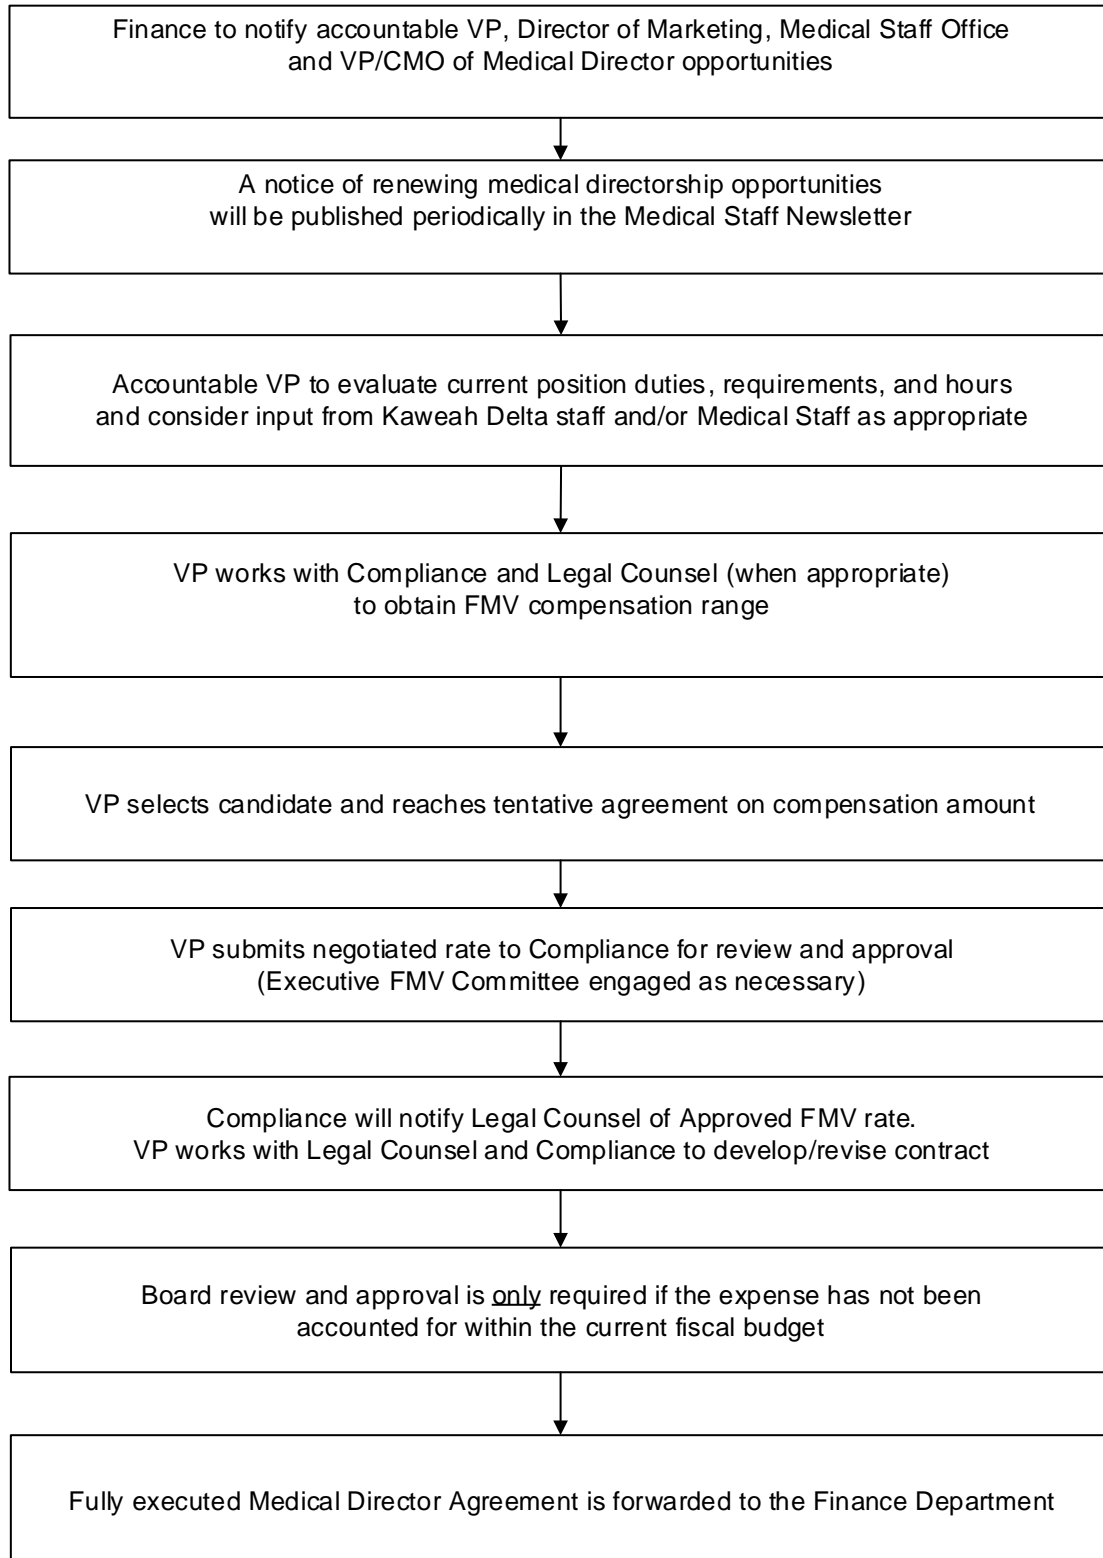 Finance to notify accountable VP, Director of Marketing, Medical Staff Office
and VP/CMO of Medical Director opportunities
A notice of renewing medical directorship opportunities
will be published periodically in the Medical Staff Newsletter
Accountable VP to evaluate current position duties, requirements, and hours
and consider input from Kaweah Delta staff and/or Medical Staff as appropriate
VP works with Compliance and Legal Counsel (when appropriate)
to obtain FMV compensation range
VP selects candidate and reaches tentative agreement on compensation amount
VP submits negotiated rate to Compliance for review and approval
(Executive FMV Committee engaged as necessary)
Compliance will notify Legal Counsel of Approved FMV rate.
VP works with Legal Counsel and Compliance to develop/revise contract
Board review and approval is only required if the expense has not been
accounted for within the current fiscal budget
Fully executed Medical Director Agreement is forwarded to the Finance Department